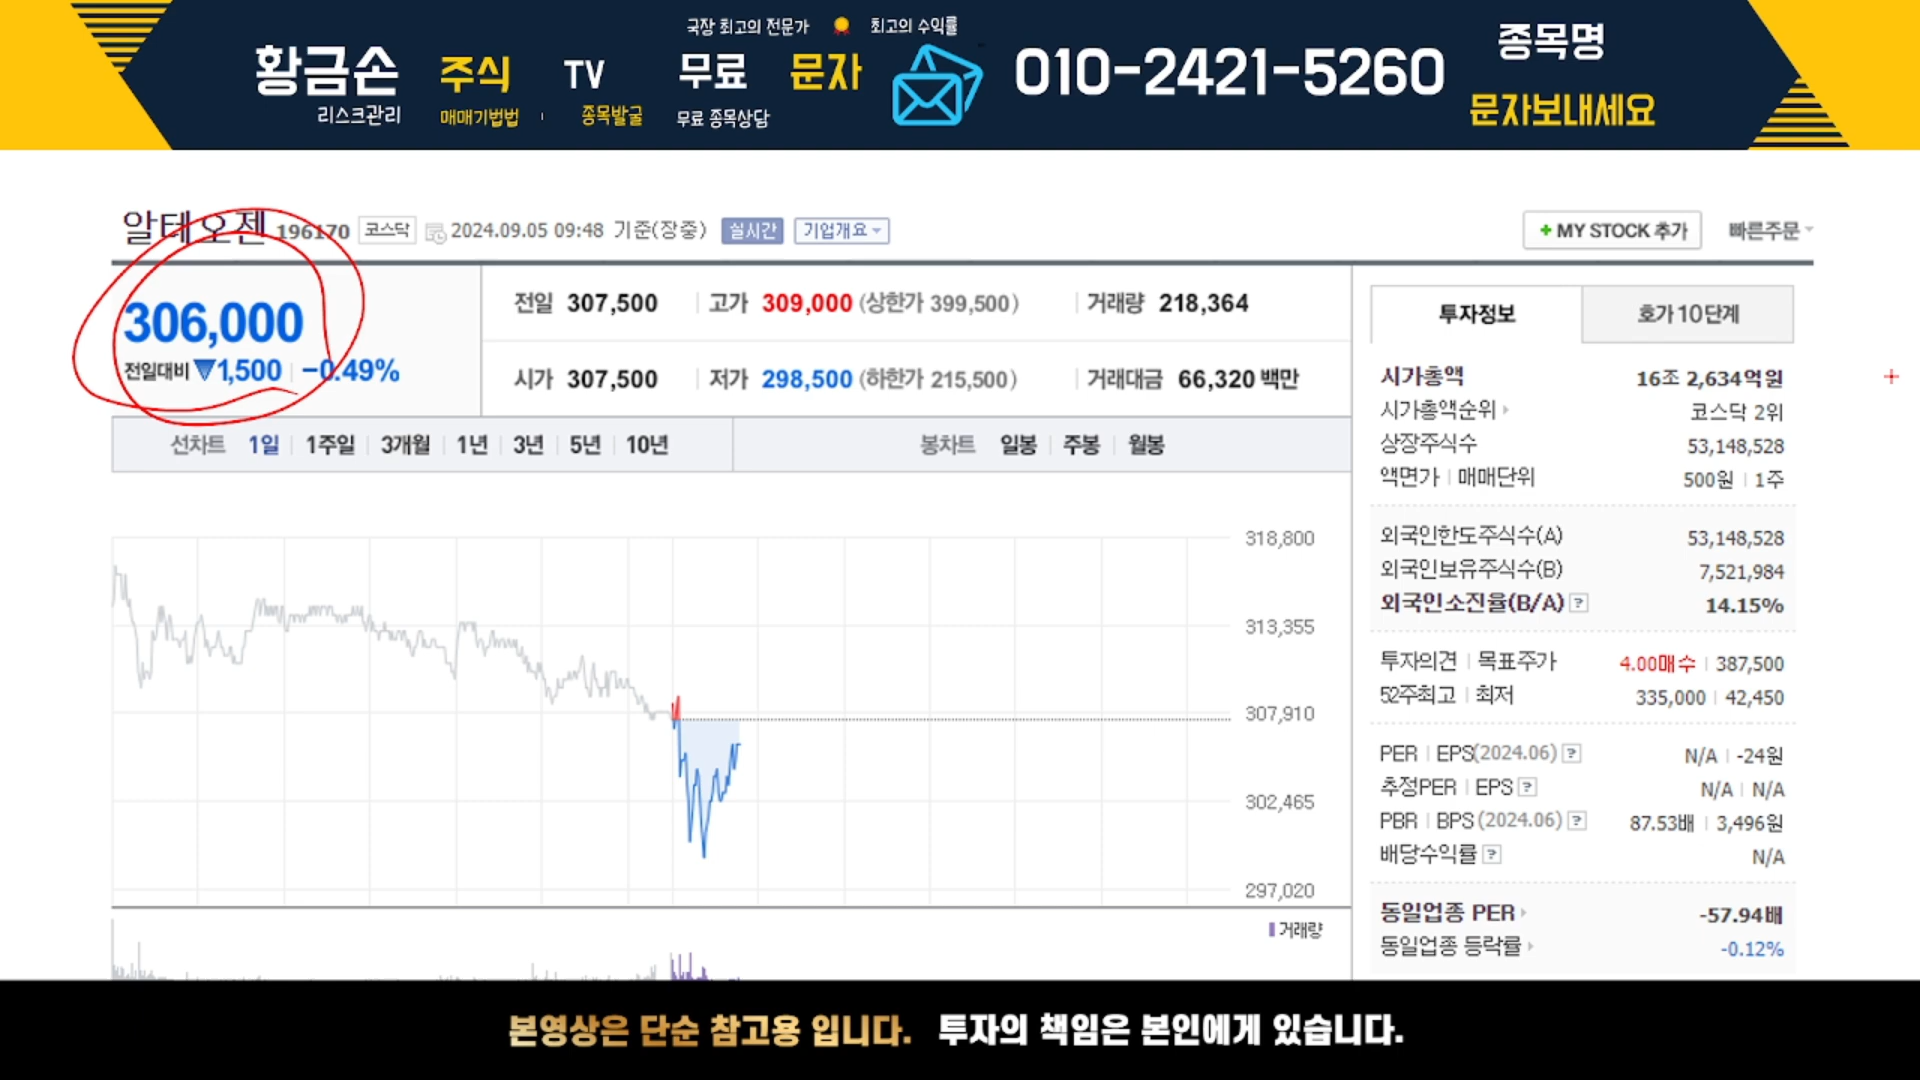 국장 최고의 전문가 최고의 수익률
황금손 주식 TV 무료 문자 010-2421-5260 종목명
리스크관리 매매기법법 종목발굴 무료 종목상담 문자보내세요
알테오젠 196170 코스닥 2024.09.05 09:48 기준(장중) 실시간 기업개요
+ MY STOCK 추가 빠른주문
306,000
전일대비 ▼1,500 -0.49%
전일 307,500 고가 309,000 (상한가 399,500) 거래량 218,364
시가 307,500 저가 298,500 (하한가 215,500) 거래대금 66,320 백만
선차트 1일 1주일 3개월 1년 3년 5년 10년 봉차트 일봉 주봉 월봉
318,800
313,355
307,910
302,465
297,020
거래량
투자정보 호가 10단계
시가총액 16조 2,634억원
시가총액순위 코스닥 2위
상장주식수 53,148,528
액면가 매매단위 500원 1주
외국인한도주식수(A) 53,148,528
외국인보유주식수(B) 7,521,984
외국인소진율(B/A) ? 14.15%
투자의견 목표주가 4.00매수 387,500
52주최고 최저 335,000 42,450
PER EPS(2024.06) ? N/A -24원
추정PER EPS ? N/A N/A
PBR BPS (2024.06) ? 87.53배 3,496원
배당수익률 ? N/A
동일업종 PER -57.94배
동일업종 등락률 -0.12%
본영상은 단순 참고용 입니다. 투자의 책임은 본인에게 있습니다.